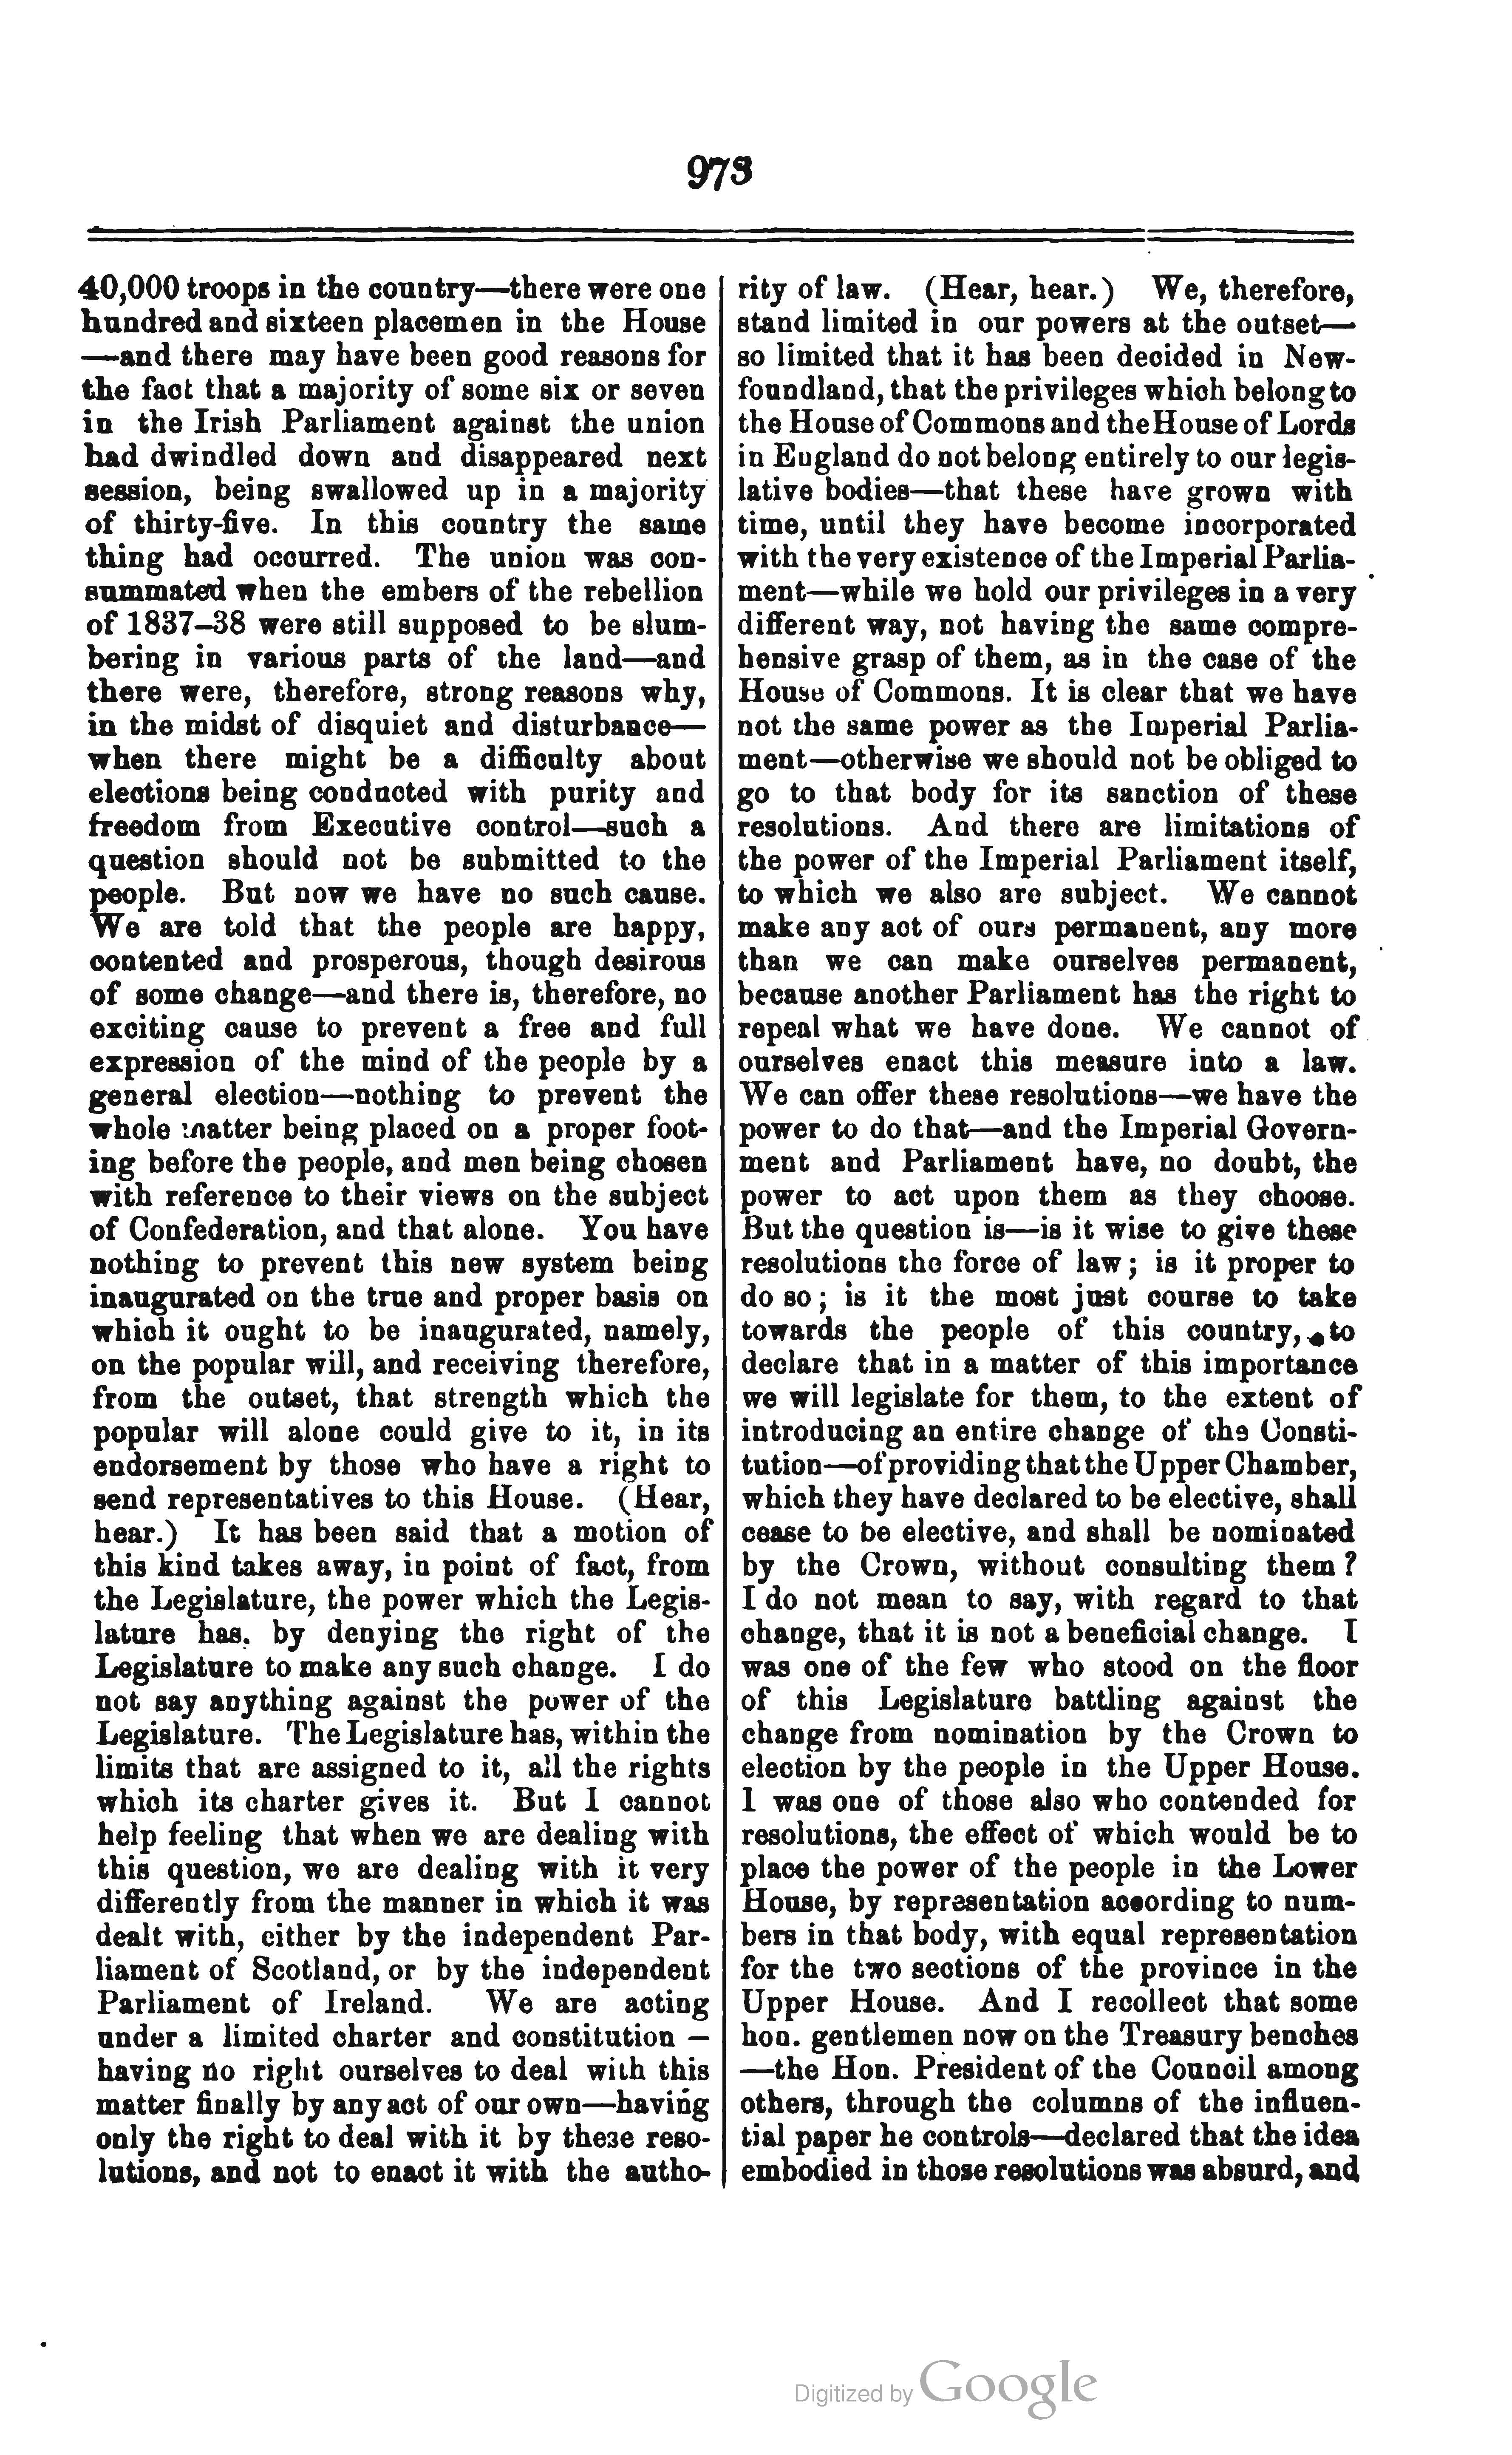 973
40,000 troops in the country—there were one
hundred and sixteen placemen in the House
—and there may have been good reasons for
the fact that a majority of some six or seven
in the Irish Parliament against the union
had dwindled down and disappeared next
session, being swallowed up in a majority
of thirty-five. In this country the same
thing had occurred. The union was con-
summated when the embers of the rebellion
of 1837–38 were still supposed to be slum-
bering in various parts of the land—and
there were, therefore, strong reasons why,
in the midst of disquiet and disturbance—
when there might be a difficulty about
elections being conducted with purity and
freedom from Executive control—such a
question should not be submitted to the
people. But now we have no such cause.
We are told that the people are happy,
contented and prosperous, though desirous
of some change—and there is, therefore, no
exciting cause to prevent a free and full
expression of the mind of the people by a
general election—nothing to prevent the
whole matter being placed on a proper foot-
ing before the people, and men being chosen
with reference to their views on the subject
of Confederation, and that alone. You have
nothing to prevent this new system being
inaugurated on the true and proper basis on
which it ought to be inaugurated, namely,
on the popular will, and receiving therefore,
from the outset, that strength which the
popular will alone could give to it, in its
endorsement by those who have a right to
send representatives to this House. (Hear,
hear.) It has been said that a motion of
this kind takes away, in point of fact, from
the Legislature, the power which the Legis-
lature has, by denying the right of the
Legislature to make any such change. I do
not say anything against the power of the
Legislature. The Legislature has, within the
limits that are assigned to it, all the rights
which its charter gives it. But I cannot
help feeling that when we are dealing with
this question, we are dealing with it very
differently from the manner in which it was
dealt with, either by the independent Par-
liament of Scotland, or by the independent
Parliament of Ireland. We are acting
under a limited charter and constitution –
having no right ourselves to deal with this
matter finally by any act of our own—having
only the right to deal with it by these reso-
lutions, and not to enact it with the autho-
rity of law. (Hear, hear.) We, therefore,
stand limited in our powers at the outset—
so limited that it has been decided in New-
foundland, that the privileges which belong to
the House of Commons and the House of Lords
in England do not belong entirely to our legis-
lative bodies—that these have grown with
time, until they have become incorporated
with the very existence of the Imperial Parlia-
ment—while we hold our privileges in a very
different way, not having the same compre-
hensive grasp of them, as in the case of the
House of Commons. It is clear that we have
not the same power as the Imperial Parlia-
ment—otherwise we should not be obliged to
go to that body for its sanction of these
resolutions. And there are limitations of
the power of the Imperial Parliament itself,
to which we also are subject. We cannot
make any act of ours permanent, any more
than we can make ourselves permanent,
because another Parliament has the right to
repeal what we have done. We cannot of
ourselves enact this measure into a law.
We can offer these resolutions—we have the
power to do that—and the Imperial Govern-
ment and Parliament have, no doubt, the
power to act upon them as they choose.
But the question is—is it wise to give these
resolutions the force of law; is it proper to
do so; is it the most just course to take
towards the people of this country, to
declare that in a matter of this importance
we will legislate for them, to the extent of
introducing an entire change of the Consti-
tution—of providing that the Upper Chamber,
which they have declared to be elective, shall
cease to be elective, and shall be nominated
by the Crown, without consulting them?
I do not mean to say, with regard to that
change, that it is not a beneficial change. I
was one of the few who stood on the floor
of this Legislature battling against the
change from nomination by the Crown to
election by the people in the Upper House.
I was one of those also who contended for
resolutions, the effect of which would be to
place the power of the people in the Lower
House, by representation according to num-
bers in that body, with equal representation
for the two sections of the province in the
Upper House. And I recollect that some
hon. gentlemen now on the Treasury benches
—the Hon. President of the Council among
others, through the columns of the influen-
tial paper he controls—declared that the idea
embodied in those resolutions was absurd, and
Digitized by Google